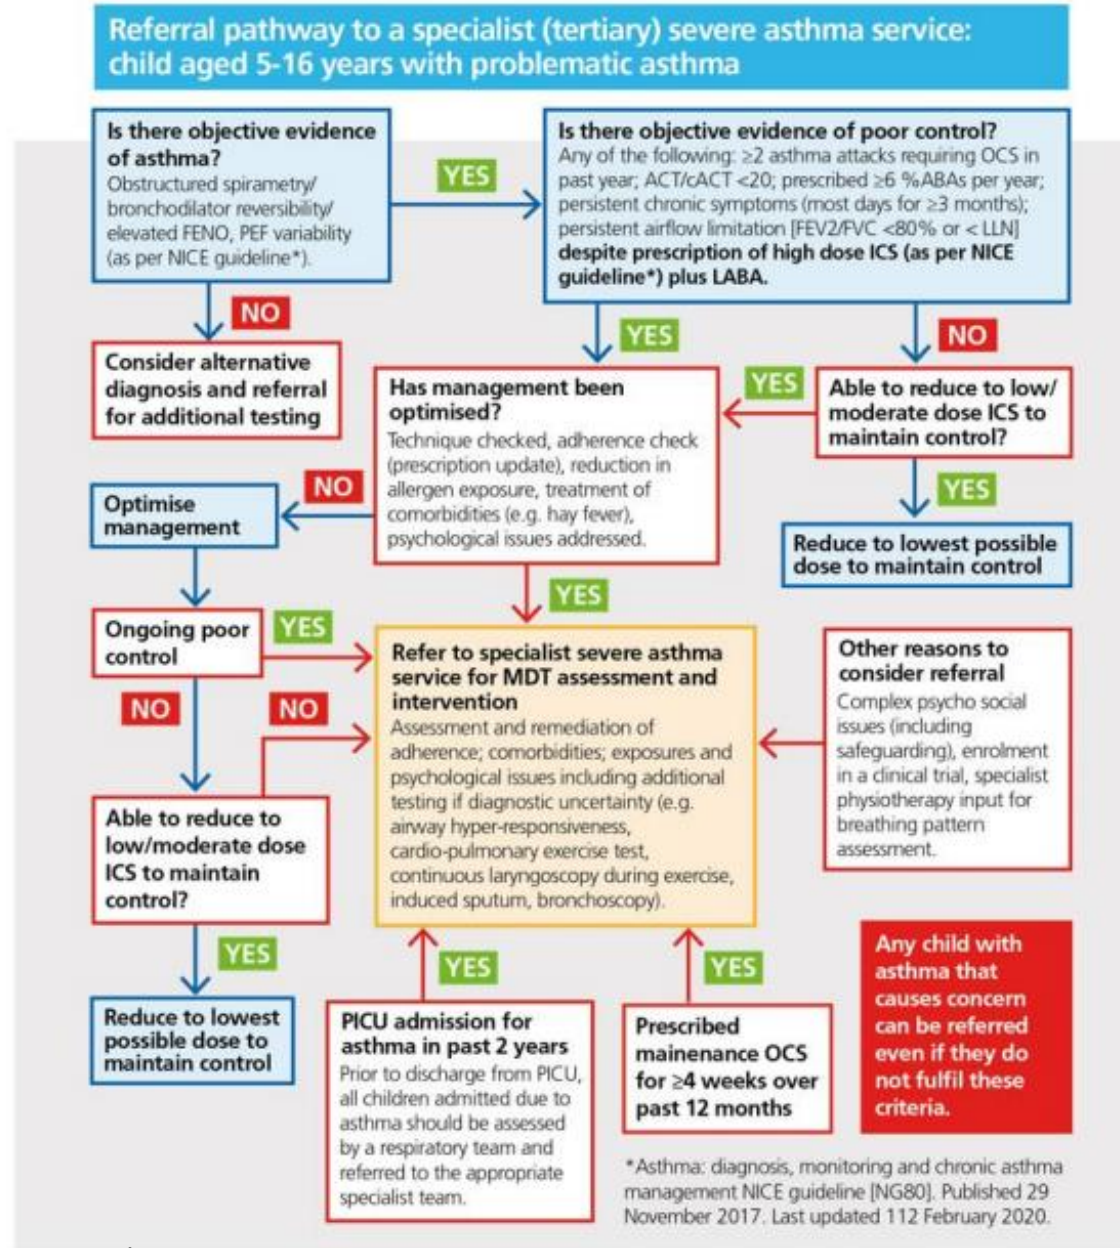 Referral pathway to a specialist (tertiary) severe asthma service:
child aged 5-16 years with problematic asthma
Is there objective evidence
of asthma?
Obstructured spirametry/
bronchodilator reversibility/
elevated FENO, PEF variability
(as per NICE guideline*).
YES
Is there objective evidence of poor control?
Any of the following: ≥2 asthma attacks requiring OCS in
past year; ACT/cACT <20; prescribed ≥6 %ABAs per year;
persistent chronic symptoms (most days for ≥3 months);
persistent airflow limitation [FEV2/FVC <80% or < LLN]
despite prescription of high dose ICS (as per NICE
guideline*) plus LABA.
NO
YES
NO
Consider alternative
diagnosis and referral
for additional testing
Has management been
optimised?
Technique checked, adherence check
(prescription update), reduction in
allergen exposure, treatment of
comorbidities (e.g. hay fever),
psychological issues addressed.
YES
Able to reduce to low/
moderate dose ICS to
maintain control?
NO
Optimise
management
YES
Reduce to lowest possible
dose to maintain control
YES
Ongoing poor
control
YES
Refer to specialist severe asthma
service for MDT assessment and
intervention
Assessment and remediation of
adherence; comorbidities; exposures and
psychological issues including additional
testing if diagnostic uncertainty (e.g.
airway hyper-responsiveness,
cardio-pulmonary exercise test,
continuous laryngoscopy during exercise,
induced sputum, bronchoscopy).
Other reasons to
consider referral
Complex psycho social
issues (including
safeguarding), enrolment
in a clinical trial, specialist
physiotherapy input for
breathing pattern
assessment.
NO
NO
Able to reduce to
low/moderate dose
ICS to maintain
control?
YES
Reduce to lowest
possible dose to
maintain control
YES
PICU admission for
asthma in past 2 years
Prior to discharge from PICU,
all children admitted due to
asthma should be assessed
by a respiratory team and
referred to the appropriate
specialist team.
YES
Prescribed
mainenance OCS
for ≥4 weeks over
past 12 months
Any child with
asthma that
causes concern
can be referred
even if they do
not fulfil these
criteria.
*Asthma: diagnosis, monitoring and chronic asthma
management NICE guideline [NG80]. Published 29
November 2017. Last updated 112 February 2020.